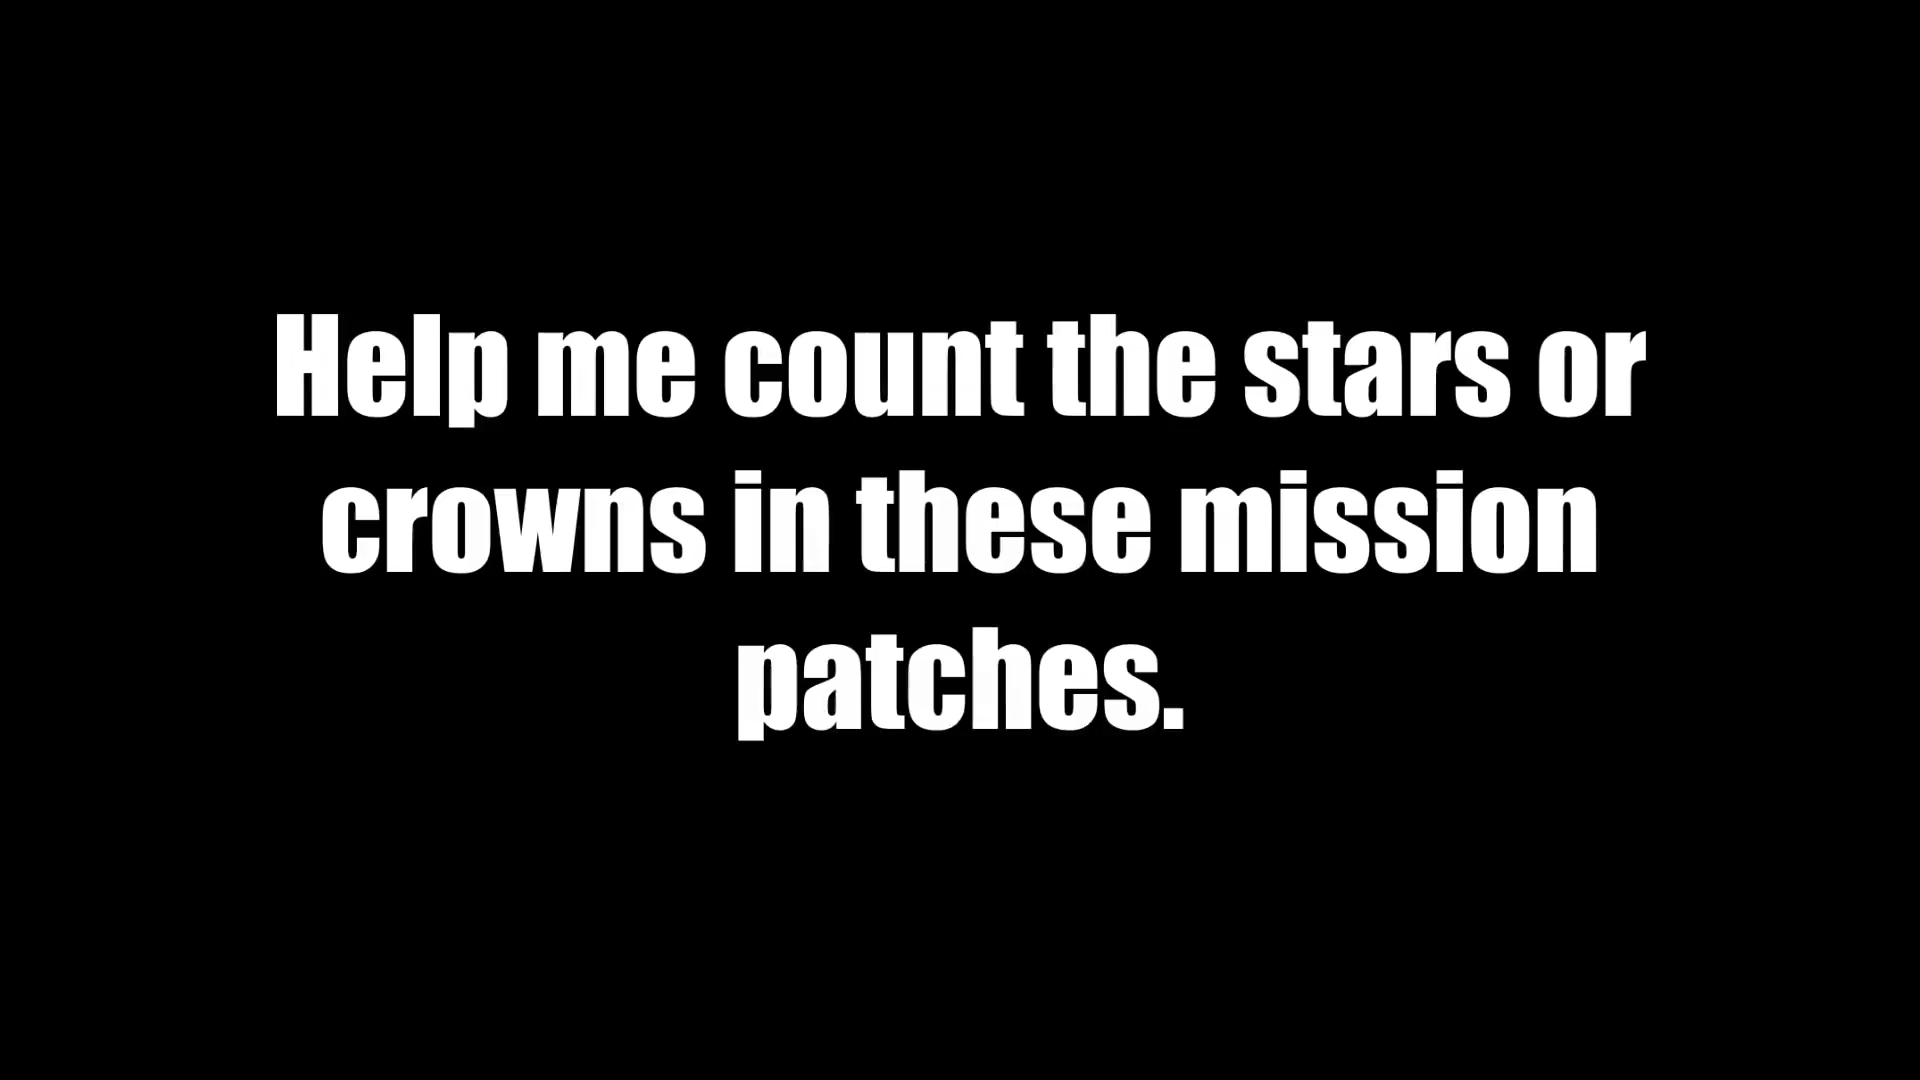 Help me count the stars or
crowns in these mission
patches.